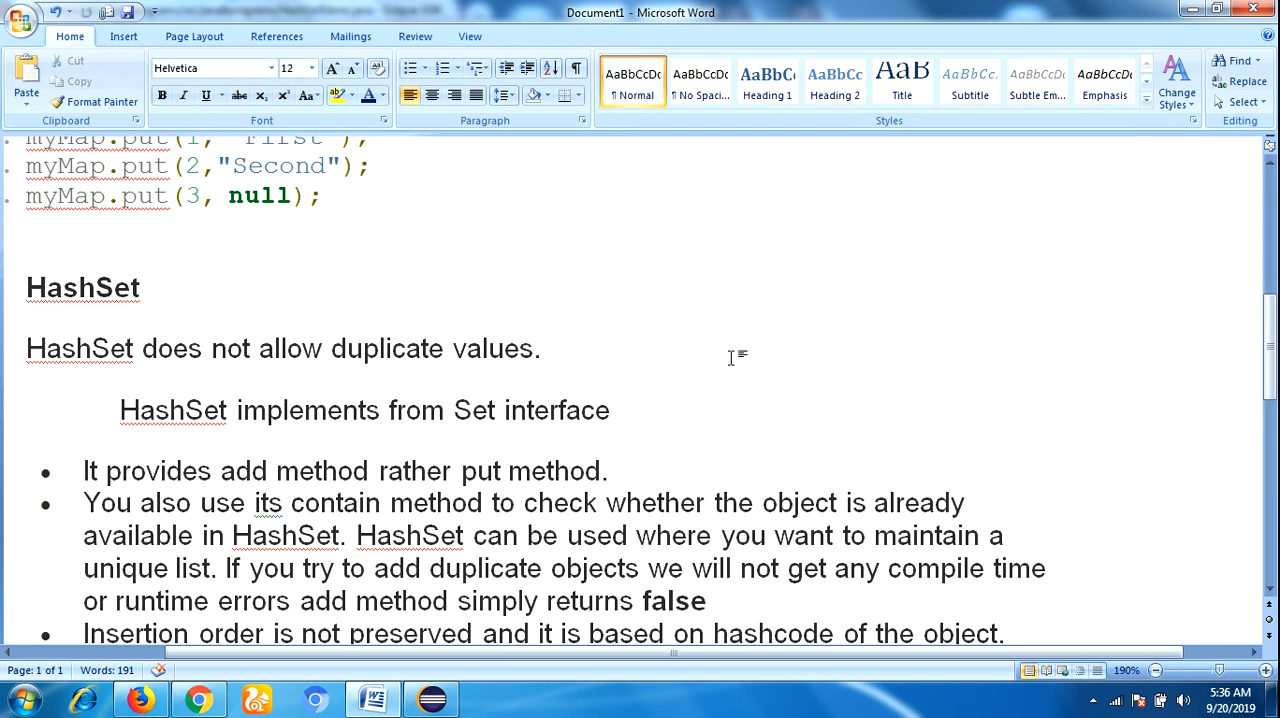 Document1 - Microsoft Word
Home Insert Page Layout References Mailings Review View
Paste
Cut
Copy
Format Painter
Clipboard
Helvetica 12
Font
Paragraph
AaBbCcDc AaBbCcDc AaBbC AaBbCc AaB AaBbCc. AaBbCcDc AaBbCcDc
¶ Normal ¶ No Spaci... Heading 1 Heading 2 Title Subtitle Subtle Em... Emphasis
Change Styles
Styles
Find
Replace
Select
Editing
myMap.put(1, "First");
myMap.put(2,"Second");
myMap.put(3, null);
HashSet
HashSet does not allow duplicate values.
HashSet implements from Set interface
• It provides add method rather put method.
• You also use its contain method to check whether the object is already
available in HashSet. HashSet can be used where you want to maintain a
unique list. If you try to add duplicate objects we will not get any compile time
or runtime errors add method simply returns false
• Insertion order is not preserved and it is based on hashcode of the object.
Page: 1 of 1 Words: 191 190%
5:36 AM
9/20/2019